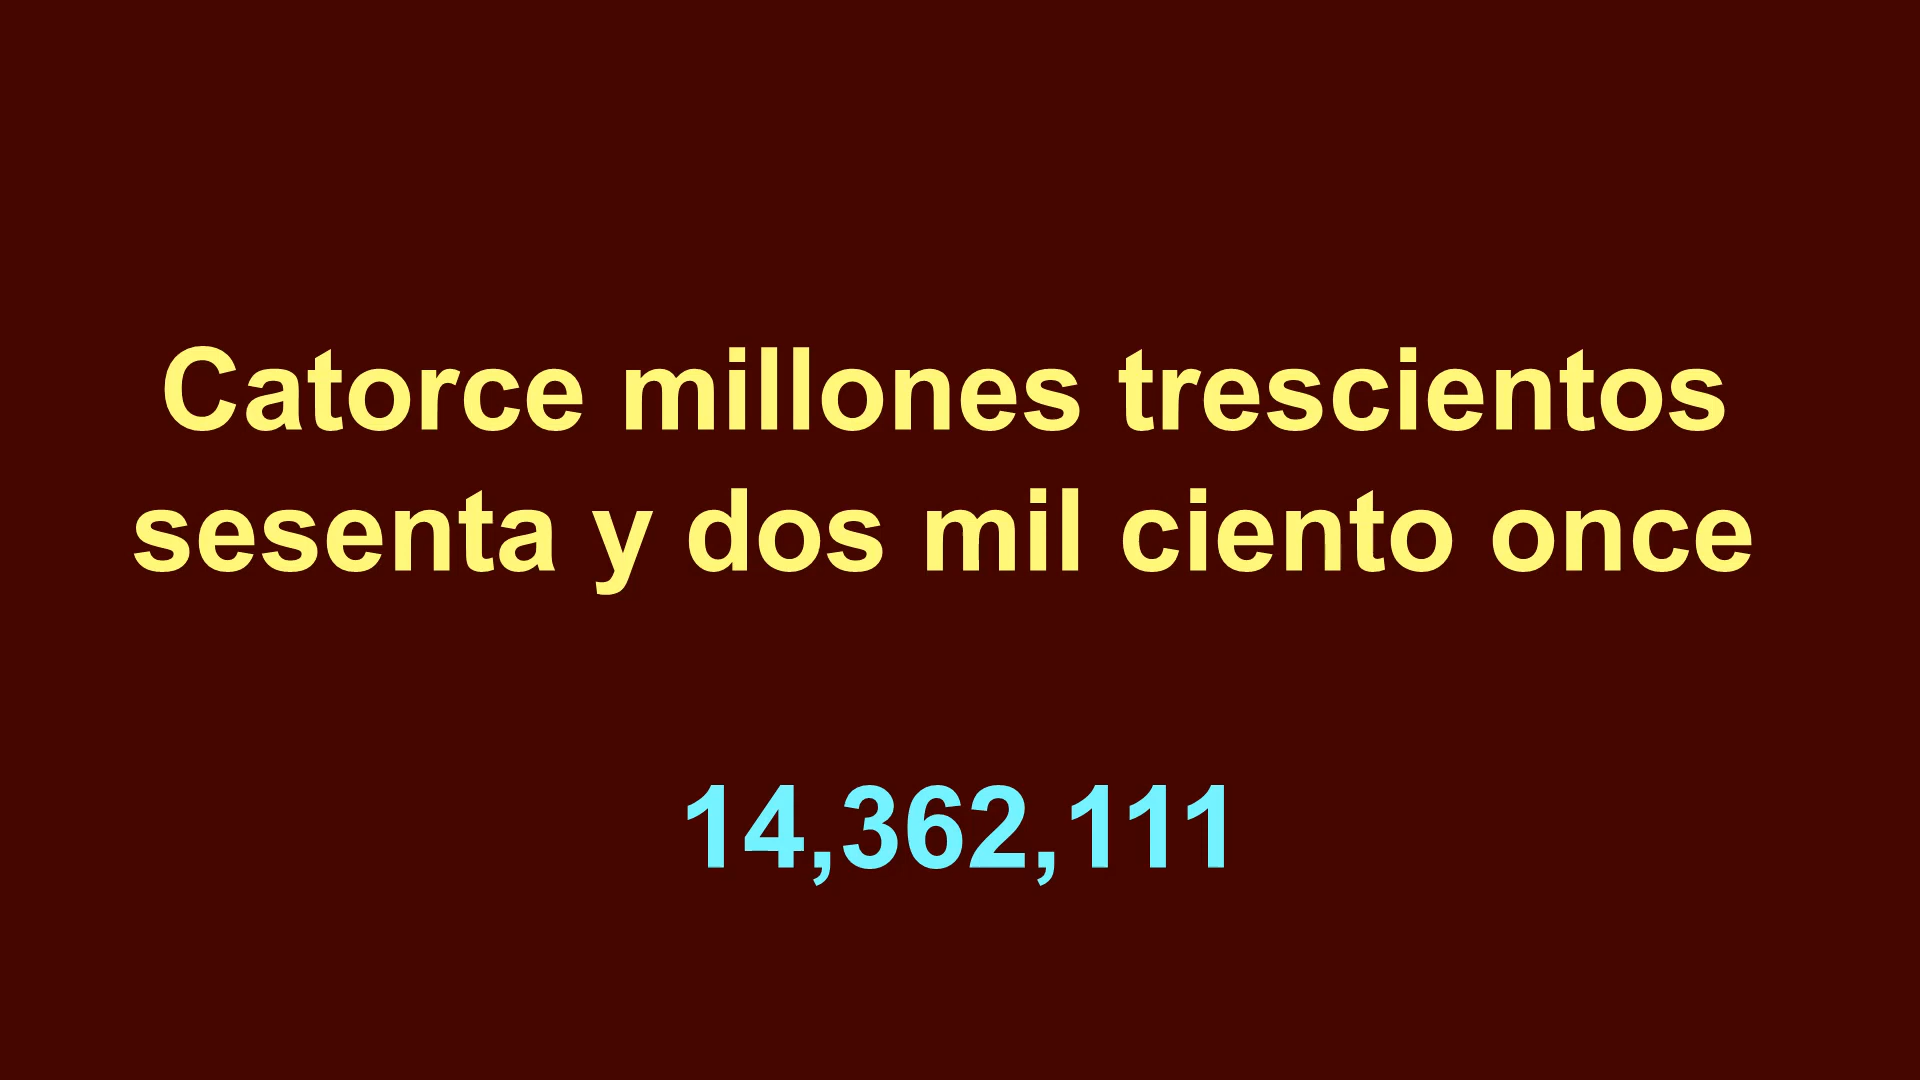 Catorce millones trescientos
sesenta y dos mil ciento once
14,362,111